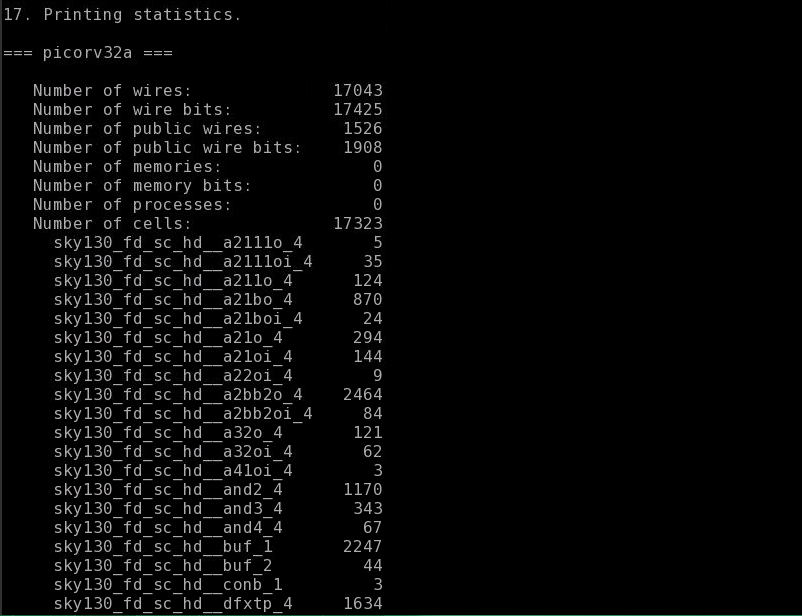 17. Printing statistics.
=== picorv32a ===
Number of wires: 17043
Number of wire bits: 17425
Number of public wires: 1526
Number of public wire bits: 1908
Number of memories: 0
Number of memory bits: 0
Number of processes: 0
Number of cells: 17323
sky130_fd_sc_hd__a2111o_4 5
sky130_fd_sc_hd__a2111oi_4 35
sky130_fd_sc_hd__a211o_4 124
sky130_fd_sc_hd__a21bo_4 870
sky130_fd_sc_hd__a21boi_4 24
sky130_fd_sc_hd__a21o_4 294
sky130_fd_sc_hd__a21oi_4 144
sky130_fd_sc_hd__a22oi_4 9
sky130_fd_sc_hd__a2bb2o_4 2464
sky130_fd_sc_hd__a2bb2oi_4 84
sky130_fd_sc_hd__a32o_4 121
sky130_fd_sc_hd__a32oi_4 62
sky130_fd_sc_hd__a41oi_4 3
sky130_fd_sc_hd__and2_4 1170
sky130_fd_sc_hd__and3_4 343
sky130_fd_sc_hd__and4_4 67
sky130_fd_sc_hd__buf_1 2247
sky130_fd_sc_hd__buf_2 44
sky130_fd_sc_hd__conb_1 3
sky130_fd_sc_hd__dfxtp_4 1634